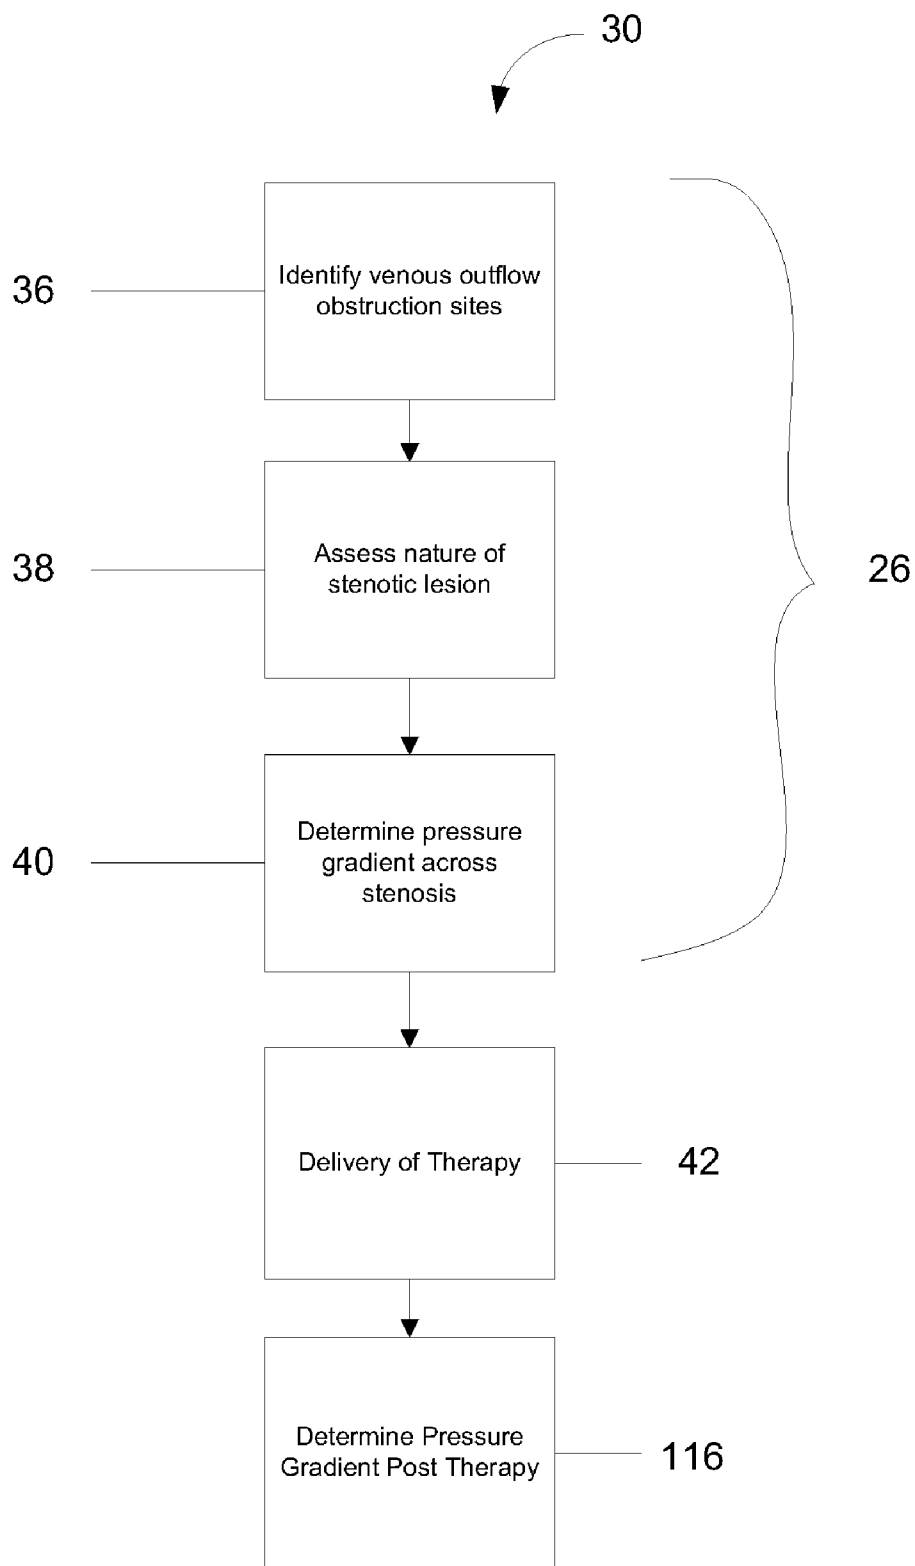 30
36
Identify venous outflow
obstruction sites
38
Assess nature of
stenotic lesion
26
40
Determine pressure
gradient across
stenosis
Delivery of Therapy
42
Determine Pressure
Gradient Post Therapy
116